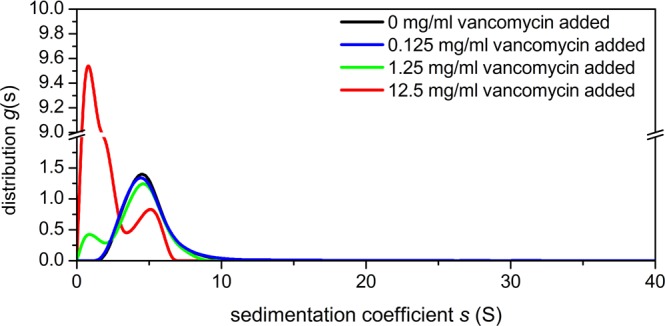 10.0
9.8
9.6
9.4
9.2
9.0
1.5
1.0
0.5
0.0
distribution g(s)
0 mg/ml vancomycin added
0.125 mg/ml vancomycin added
1.25 mg/ml vancomycin added
12.5 mg/ml vancomycin added
0 10 20 30 40
sedimentation coefficient s (S)